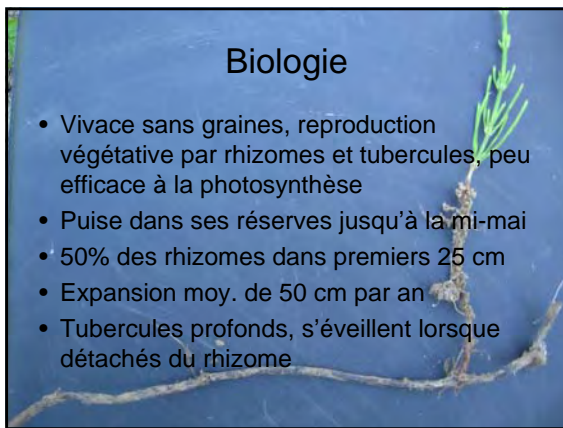 Biologie
• Vivace sans graines, reproduction
végétative par rhizomes et tubercules, peu
efficace à la photosynthèse
• Puise dans ses réserves jusqu'à la mi-mai
• 50% des rhizomes dans premiers 25 cm
• Expansion moy. de 50 cm par an
• Tubercules profonds, s'éveillent lorsque
détachés du rhizome